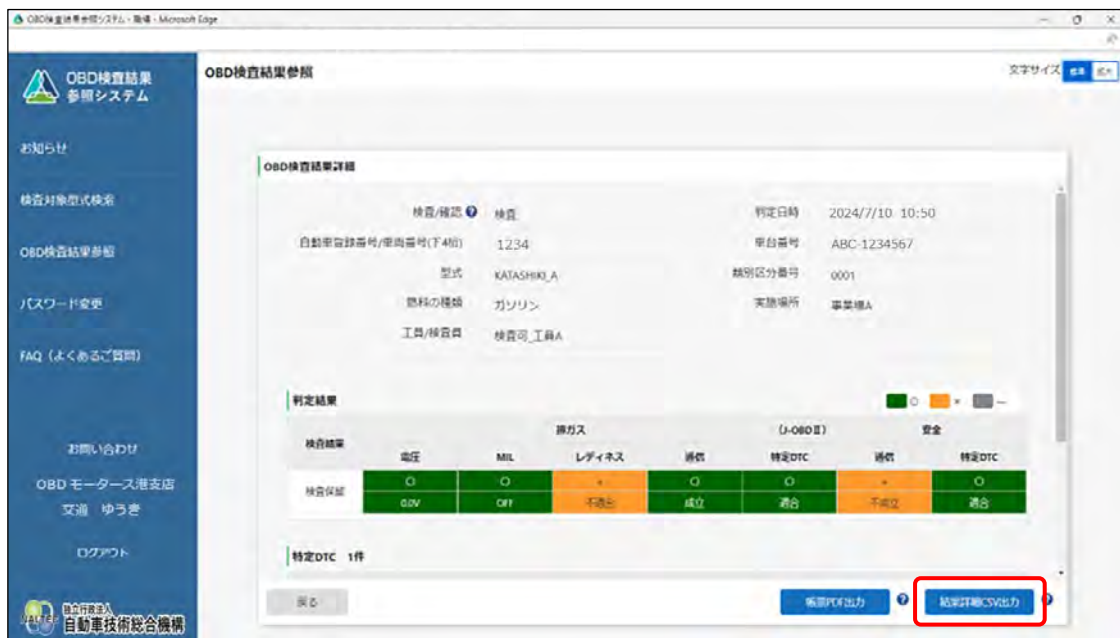 OBD検査結果参照システム - 職場 - Microsoft Edge
OBD検査結果
参照システム
お知らせ
検査対象型式検索
OBD検査結果参照
パスワード変更
FAQ（よくあるご質問）
お問い合わせ
OBD モータース港支店
交通 ゆうき
ログアウト
独立行政法人
自動車技術総合機構
NALTEC
OBD検査結果参照
文字サイズ 標準 拡大
OBD検査結果詳細
検査/確認 ? 検査 判定日時 2024/7/10 10:50
自動車登録番号/車両番号(下4桁) 1234 車台番号 ABC-1234567
型式 KATASHIKI_A 類別区分番号 0001
燃料の種類 ガソリン 実施場所 事業場A
工員/検査員 検査可_工員A
判定結果 ○ × ―
検査結果 排ガス (J-OBDⅡ) 安全
電圧 MIL レディネス 通信 特定DTC 通信 特定DTC
検査保留 ○ ○ × ○ ○ × ○
0.0V OFF 不適合 成立 適合 不成立 適合
特定DTC 1件
戻る 帳票PDF出力 ? 結果詳細CSV出力 ?